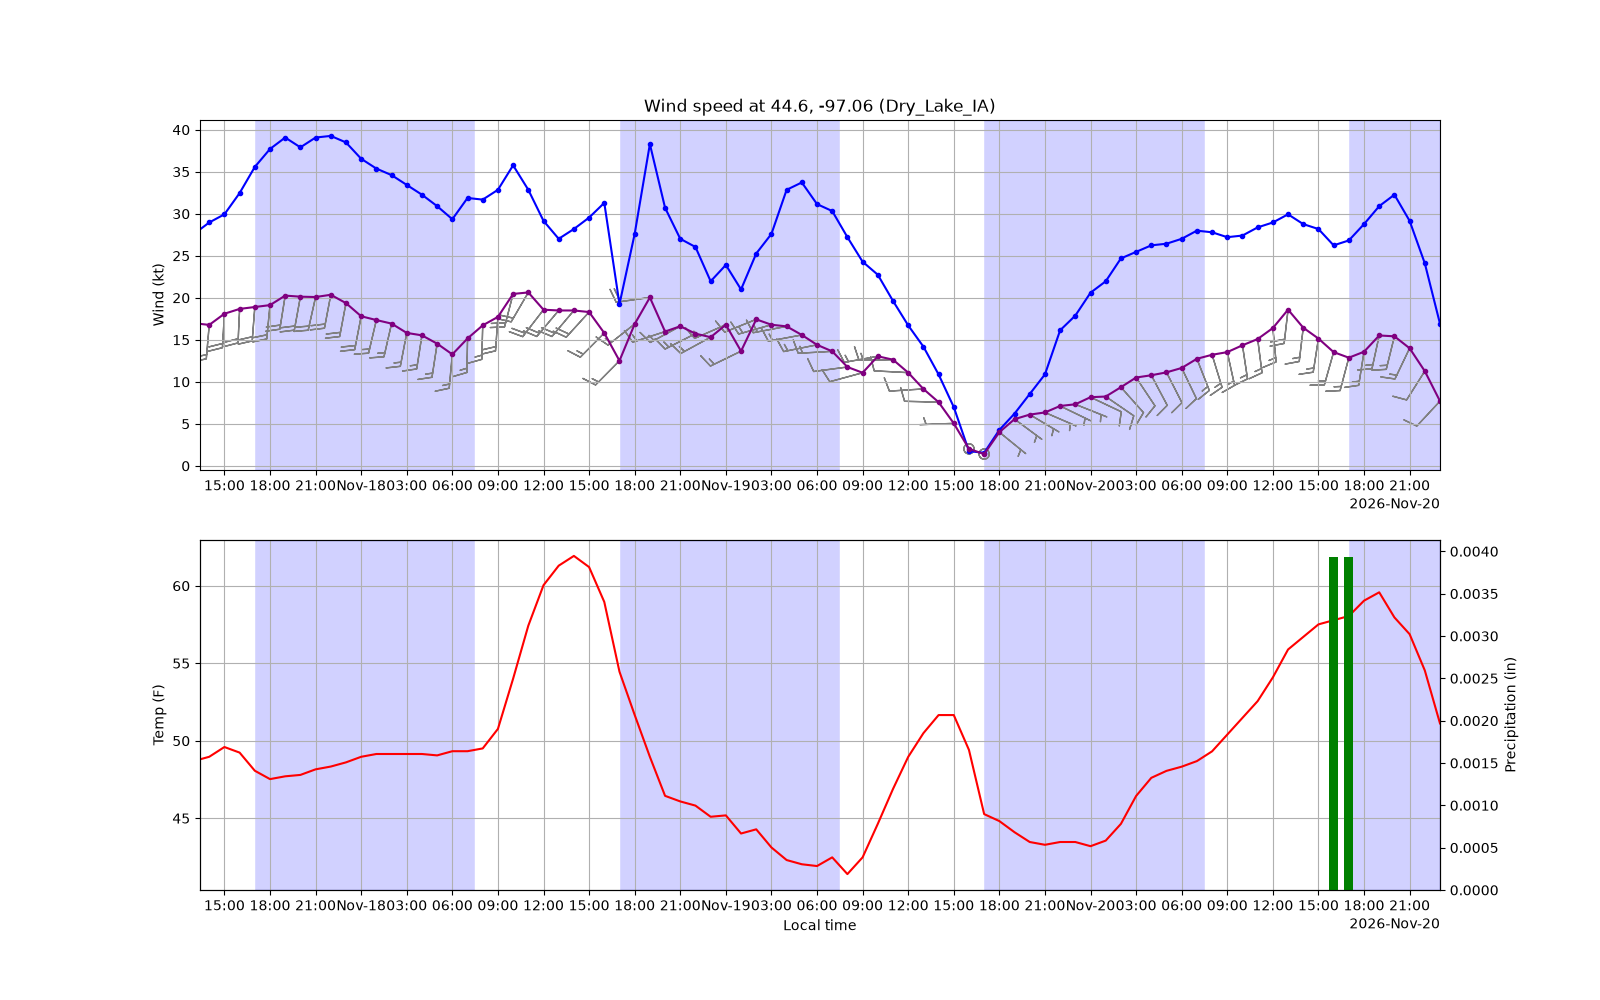 Wind speed at 44.6, -97.06 (Dry_Lake_IA)
Wind (kt)
40
35
30
25
20
15
10
5
0
15:00 18:00 21:00 Nov-18 03:00 06:00 09:00 12:00 15:00 18:00 21:00 Nov-19 03:00 06:00 09:00 12:00 15:00 18:00 21:00 Nov-20 03:00 06:00 09:00 12:00 15:00 18:00 21:00
2026-Nov-20
Temp (F)
60
55
50
45
0.0040
0.0035
0.0030
0.0025
0.0020
0.0015
0.0010
0.0005
0.0000
Precipitation (in)
15:00 18:00 21:00 Nov-18 03:00 06:00 09:00 12:00 15:00 18:00 21:00 Nov-19 03:00 06:00 09:00 12:00 15:00 18:00 21:00 Nov-20 03:00 06:00 09:00 12:00 15:00 18:00 21:00
Local time
2026-Nov-20